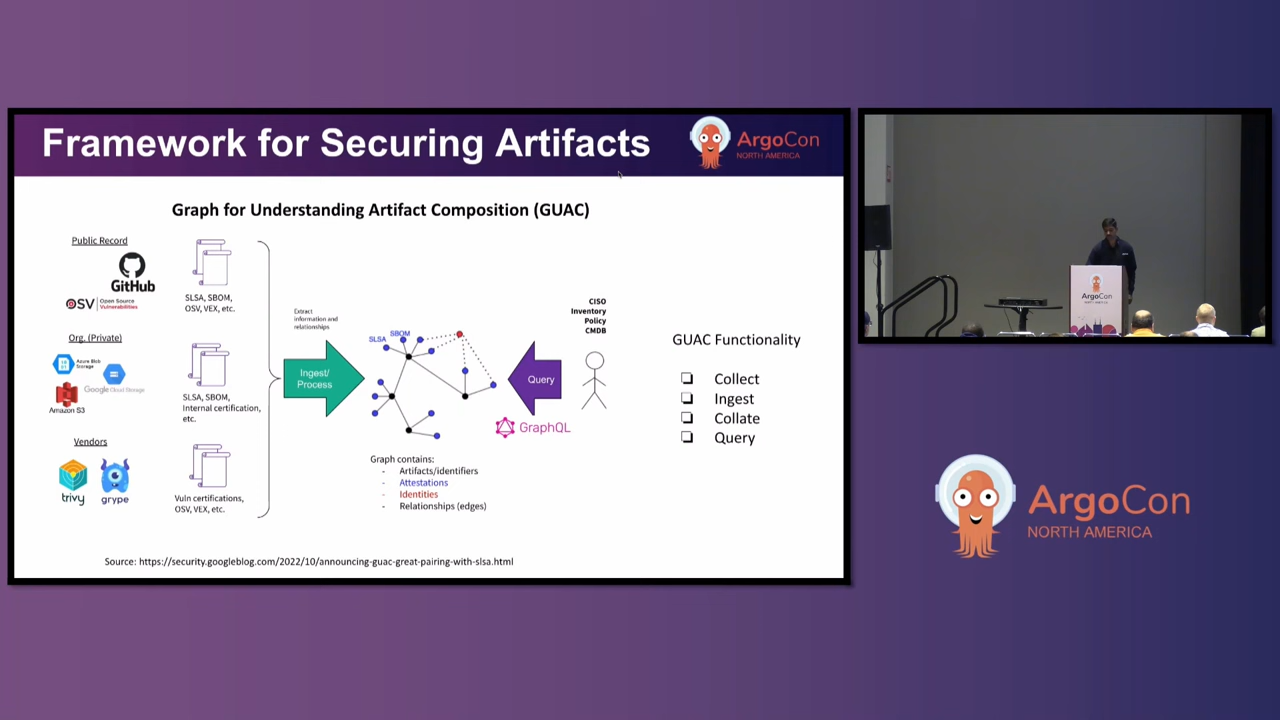 Framework for Securing Artifacts
ArgoCon
NORTH AMERICA
Graph for Understanding Artifact Composition (GUAC)
Public Record
GitHub
OSV Open Source
Vulnerabilities
SLSA, SBOM,
OSV, VEX, etc.
Org. (Private)
Azure Blob
Storage
Google Cloud Storage
Amazon S3
SLSA, SBOM,
Internal certification,
etc.
Vendors
trivy
grype
Vuln certifications,
OSV, VEX, etc.
Extract
information and
relationships
Ingest/
Process
SLSA
SBOM
Graph contains:
- Artifacts/identifiers
- Attestations
- Identities
- Relationships (edges)
Query
GraphQL
CISO
Inventory
Policy
CMDB
GUAC Functionality
❏ Collect
❏ Ingest
❏ Collate
❏ Query
Source: https://security.googleblog.com/2022/10/announcing-guac-great-pairing-with-slsa.html
ArgoCon
ArgoCon
NORTH AMERICA